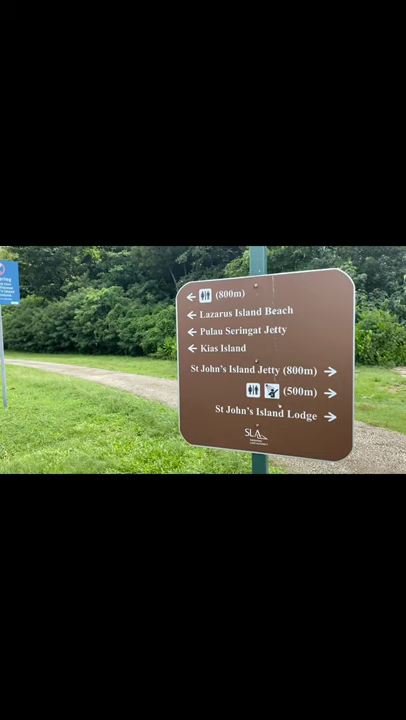 ← (800m)
← Lazarus Island Beach
← Pulau Seringat Jetty
← Kias Island
St John's Island Jetty (800m) →
(500m) →
St John's Island Lodge →
SLA